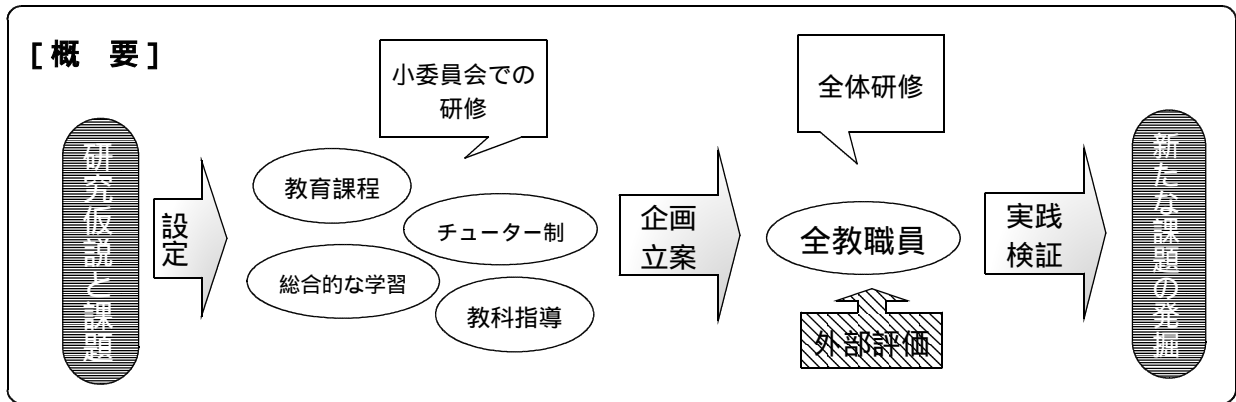 [概 要]
研究仮説と課題
設定
小委員会での
研修
教育課程
チューター制
総合的な学習
教科指導
企画
立案
全体研修
全教職員
外部評価
実践
検証
新たな課題の発掘